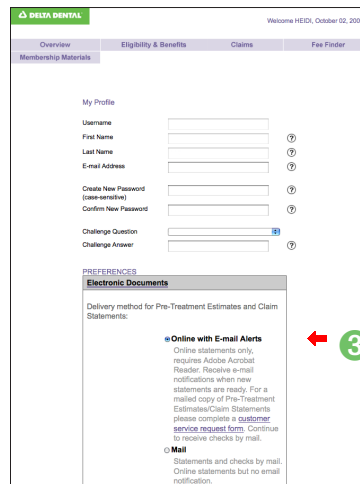 DELTA DENTAL
Welcome HEIDI, October 02, 200
Overview Eligibility & Benefits Claims Fee Finder
Membership Materials
My Profile
Username
First Name ?
Last Name ?
E-mail Address ?
Create New Password ?
(case-sensitive)
Confirm New Password ?
Challenge Question
Challenge Answer ?
PREFERENCES
Electronic Documents
Delivery method for Pre-Treatment Estimates and Claim
Statements:
Online with E-mail Alerts
3
Online statements only,
requires Adobe Acrobat
Reader. Receive e-mail
notifications when new
statements are ready. For a
mailed copy of Pre-Treatment
Estimates/Claim Statements
please complete a customer
service request form. Continue
to receive checks by mail.
Mail
Statements and checks by mail.
Online statements but no email
notification.